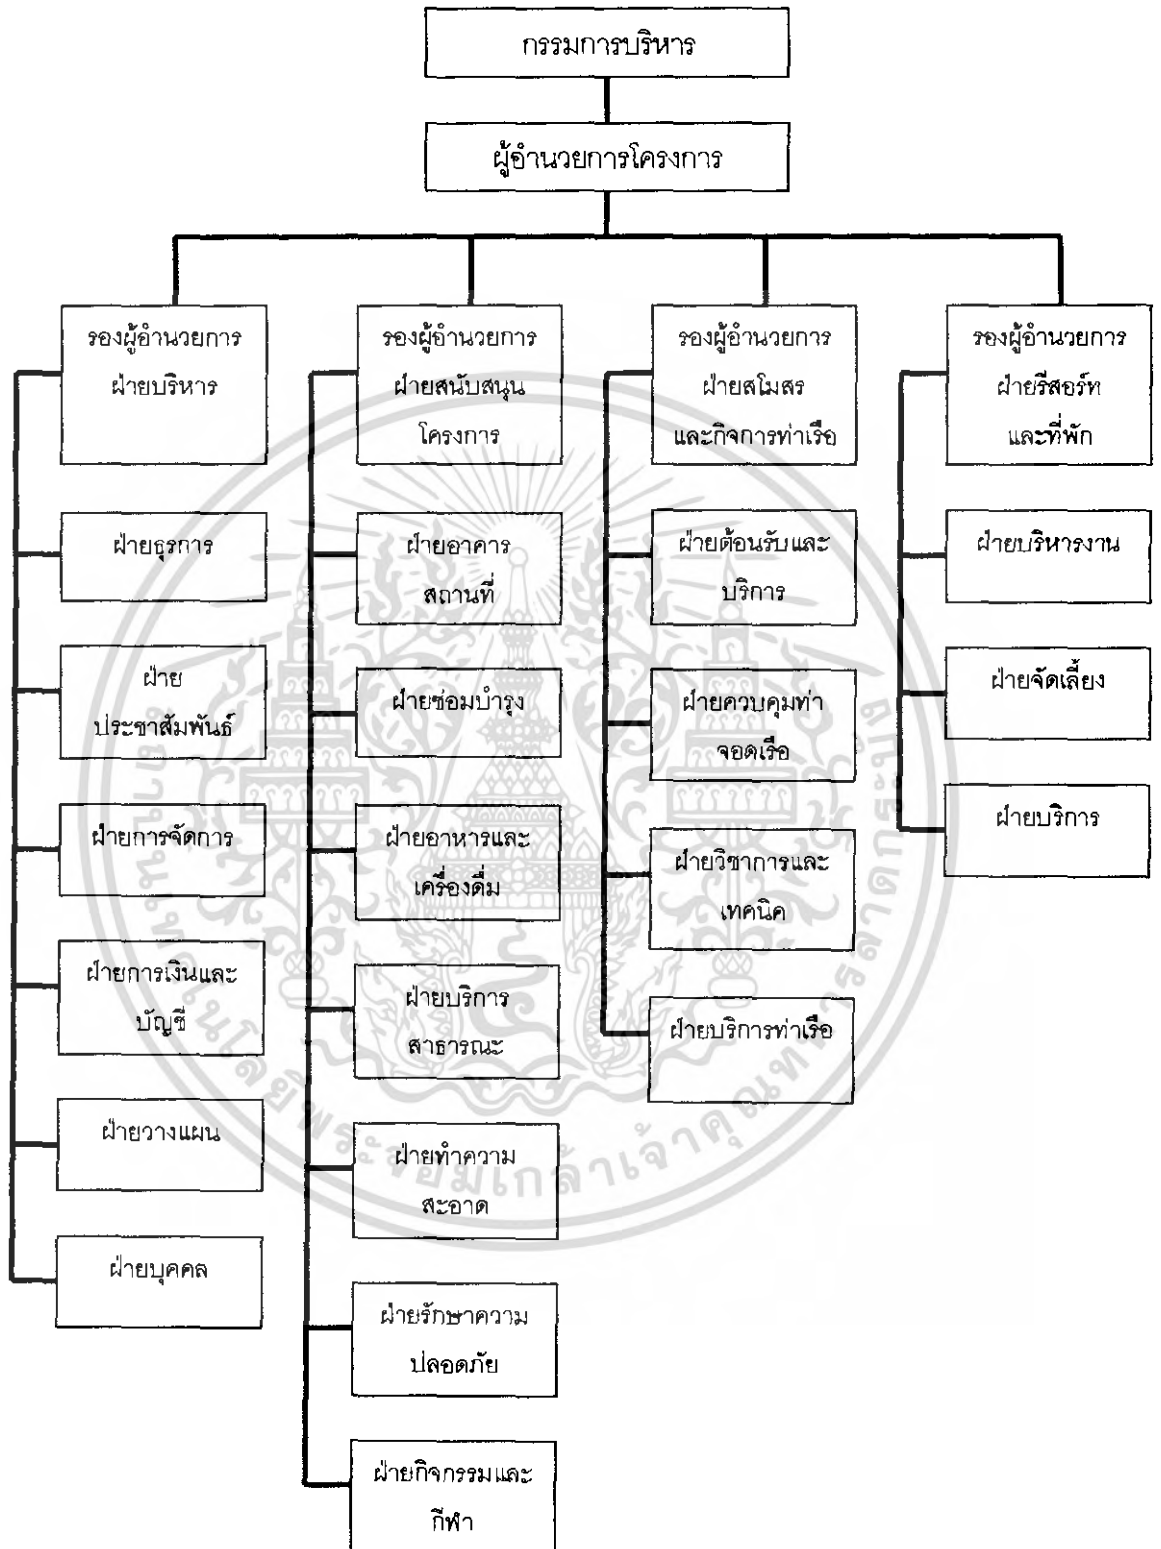 กรรมการบริหาร
ผู้อำนวยการโครงการ
รองผู้อำนวยการ
ฝ่ายบริหาร
ฝ่ายธุรการ
ฝ่าย
ประชาสัมพันธ์
ฝ่ายการจัดการ
ฝ่ายการเงินและ
บัญชี
ฝ่ายวางแผน
ฝ่ายบุคคล
รองผู้อำนวยการ
ฝ่ายสนับสนุน
โครงการ
ฝ่ายอาคาร
สถานที่
ฝ่ายซ่อมบำรุง
ฝ่ายอาหารและ
เครื่องดื่ม
ฝ่ายบริการ
สาธารณะ
ฝ่ายทำความ
สะอาด
ฝ่ายรักษาความ
ปลอดภัย
ฝ่ายกิจกรรมและ
กีฬา
รองผู้อำนวยการ
ฝ่ายสโมสร
และกิจการท่าเรือ
ฝ่ายต้อนรับและ
บริการ
ฝ่ายควบคุมท่า
จอดเรือ
ฝ่ายวิชาการและ
เทคนิค
ฝ่ายบริการท่าเรือ
รองผู้อำนวยการ
ฝ่ายรีสอร์ท
และที่พัก
ฝ่ายบริหารงาน
ฝ่ายจัดเลี้ยง
ฝ่ายบริการ